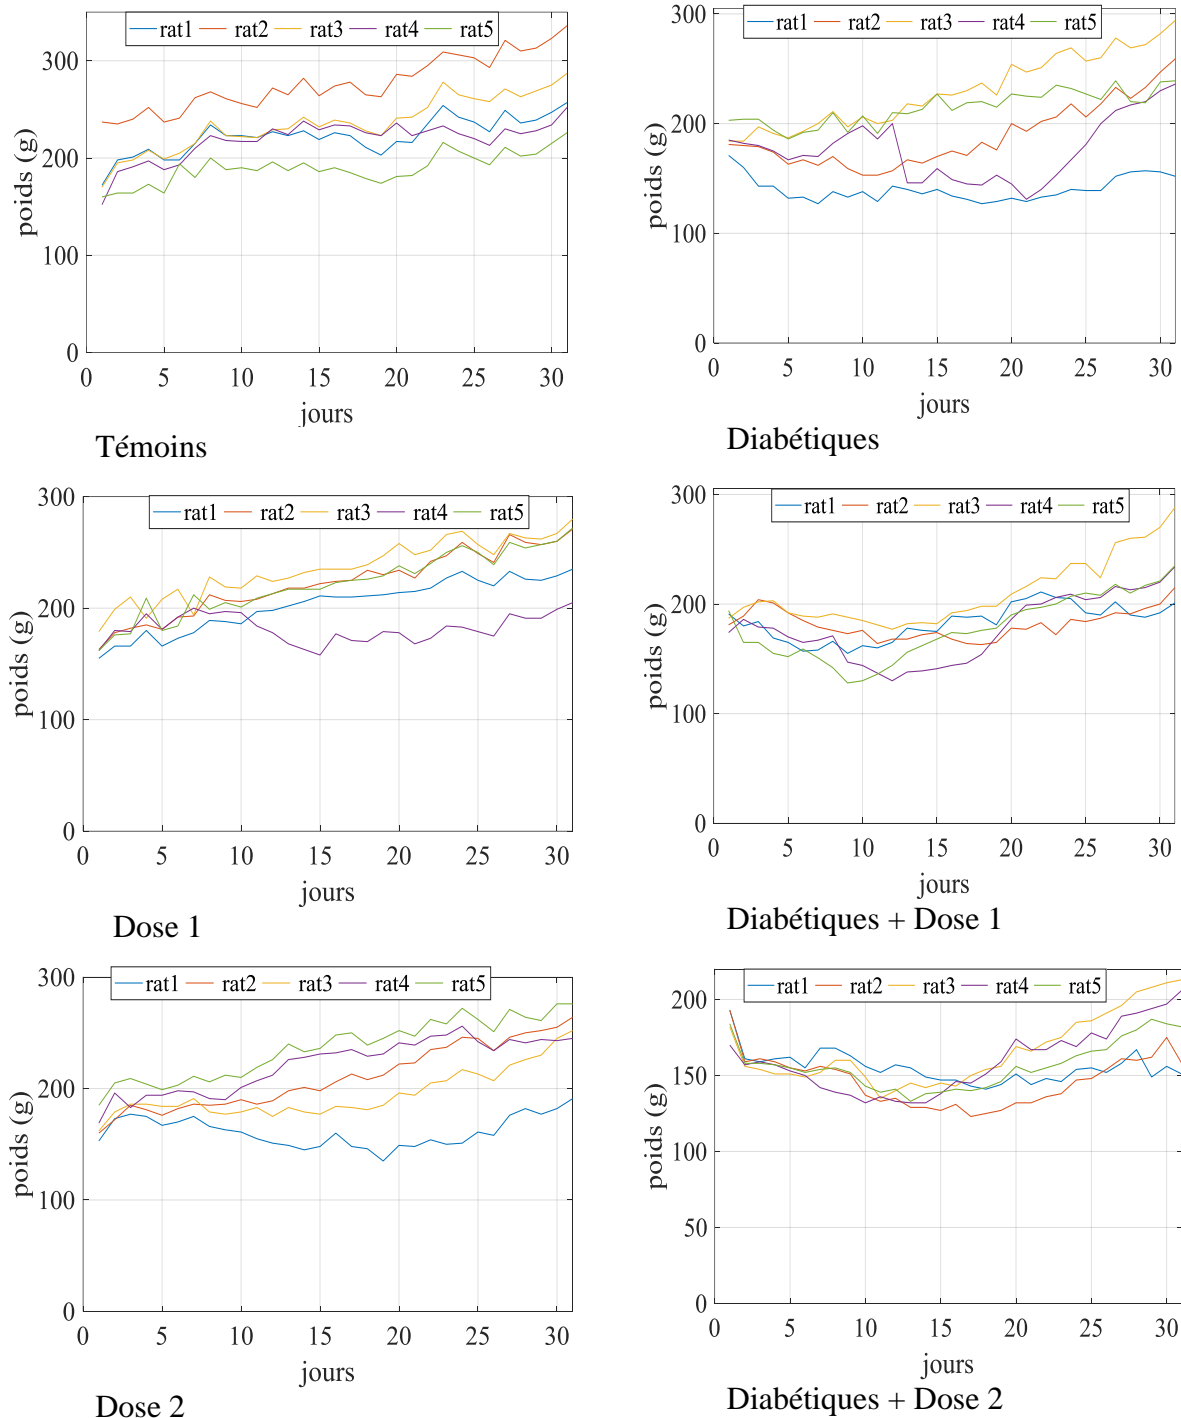 rat1 rat2 rat3 rat4 rat5
300
200
100
0
0 5 10 15 20 25 30
poids (g)
jours
Témoins
rat1 rat2 rat3 rat4 rat5
300
200
100
0
0 5 10 15 20 25 30
poids (g)
jours
Diabétiques
rat1 rat2 rat3 rat4 rat5
300
200
100
0
0 5 10 15 20 25 30
poids (g)
jours
Dose 1
rat1 rat2 rat3 rat4 rat5
300
200
100
0
0 5 10 15 20 25 30
poids (g)
jours
Diabétiques + Dose 1
rat1 rat2 rat3 rat4 rat5
300
200
100
0
0 5 10 15 20 25 30
poids (g)
jours
Dose 2
rat1 rat2 rat3 rat4 rat5
200
150
100
50
0
0 5 10 15 20 25 30
poids (g)
jours
Diabétiques + Dose 2